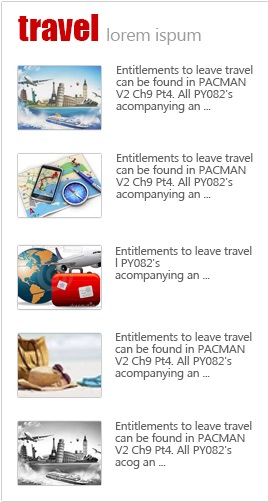 travel lorem ispum
Entitlements to leave travel
can be found in PACMAN
V2 Ch9 Pt4. All PY082's
acompanying an ...
Entitlements to leave travel
can be found in PACMAN
V2 Ch9 Pt4. All PY082's
acompanying an ...
Entitlements to leave travel
l PY082's
acompanying an ...
Entitlements to leave travel
can be found in PACMAN
V2 Ch9 Pt4. All PY082's
acompanying an ...
Entitlements to leave travel
can be found in PACMAN
V2 Ch9 Pt4. All PY082's
acog an ...